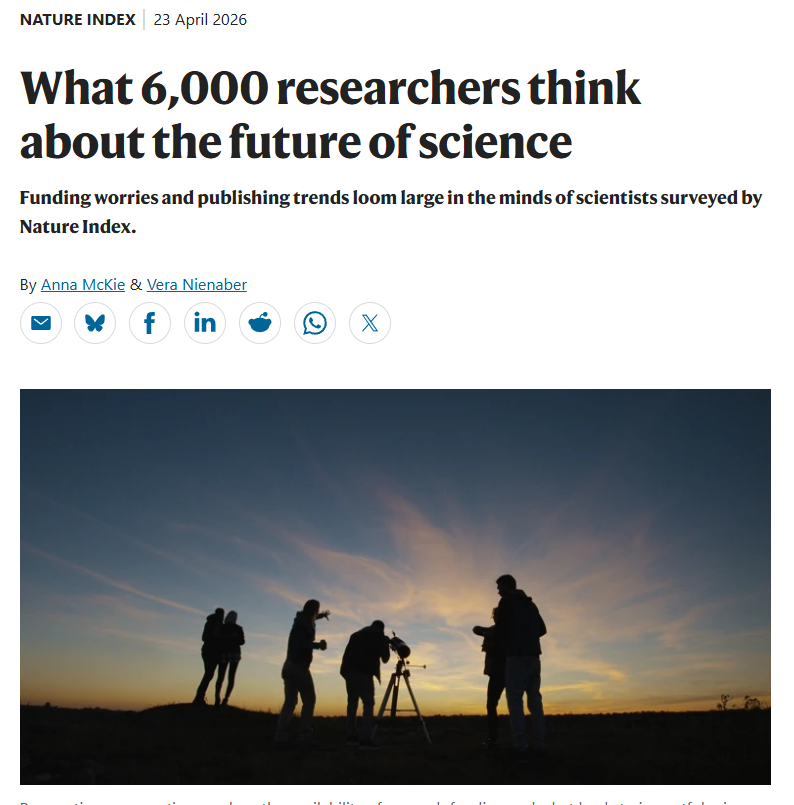 NATURE INDEX | 23 April 2026
What 6,000 researchers think
about the future of science
Funding worries and publishing trends loom large in the minds of scientists surveyed by
Nature Index.
By Anna McKie & Vera Nienaber